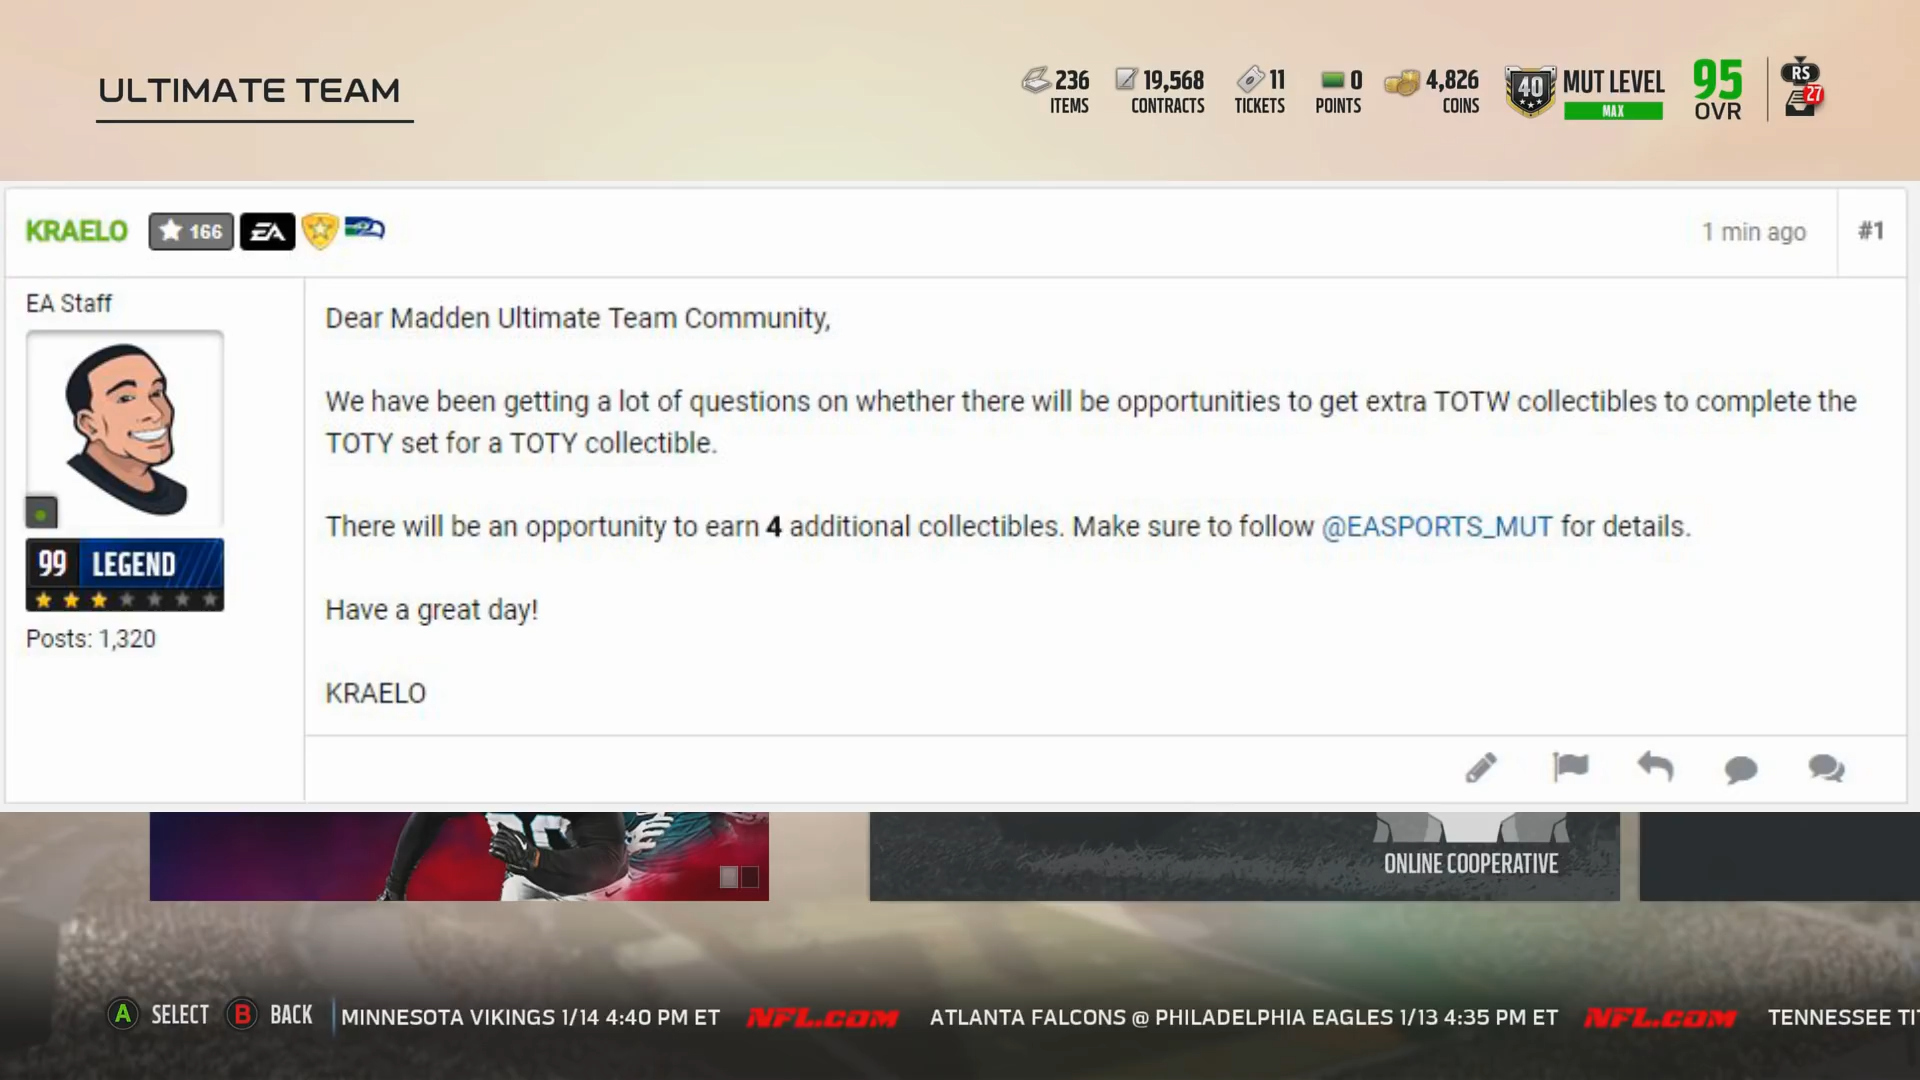 ULTIMATE TEAM
236 ITEMS
19,568 CONTRACTS
11 TICKETS
0 POINTS
4,826 COINS
40
MUT LEVEL
MAX
95 OVR
RS
27
KRAELO
166
EA
1 min ago
#1
EA Staff
99 LEGEND
Posts: 1,320
Dear Madden Ultimate Team Community,
We have been getting a lot of questions on whether there will be opportunities to get extra TOTW collectibles to complete the
TOTY set for a TOTY collectible.
There will be an opportunity to earn 4 additional collectibles. Make sure to follow @EASPORTS_MUT for details.
Have a great day!
KRAELO
ONLINE COOPERATIVE
A SELECT B BACK MINNESOTA VIKINGS 1/14 4:40 PM ET NFL.COM ATLANTA FALCONS @ PHILADELPHIA EAGLES 1/13 4:35 PM ET NFL.COM TENNESSEE TI